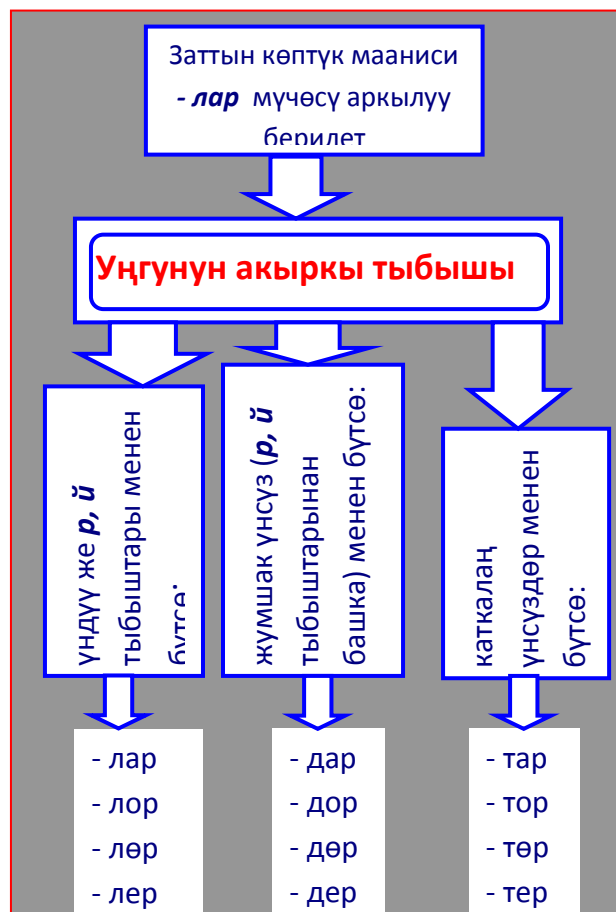 Заттын көптүк мааниси
- лар мүчөсү аркылуу
берилет
Уңгунун акыркы тыбышы
үндүү же р, й
тыбыштары менен
бүтсө:
жумшак үнсүз (р, й
тыбыштарынан
башка) менен бүтсө:
каткалаң
үнсүздөр менен
бүтсө:
- лар
- лор
- лөр
- лер
- дар
- дор
- дөр
- дер
- тар
- тор
- төр
- тер